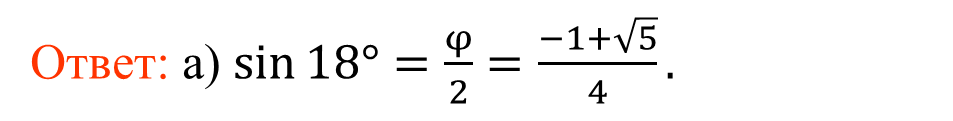 Ответ: а) sin 18° = φ/2 = (−1+√5)/4 .